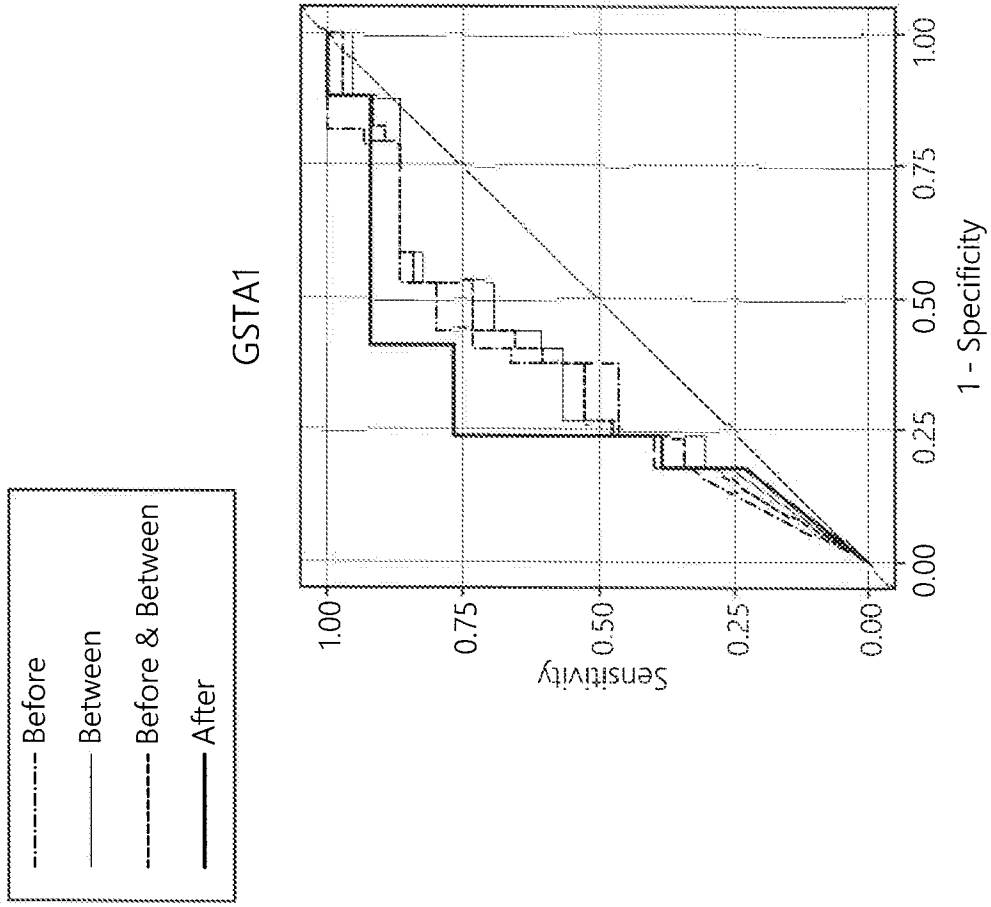 Before
Between
Before & Between
After
GSTA1
1.00
0.75
0.50
0.25
0.00
Sensitivity
0.00
0.25
0.50
0.75
1.00
1 - Specificity